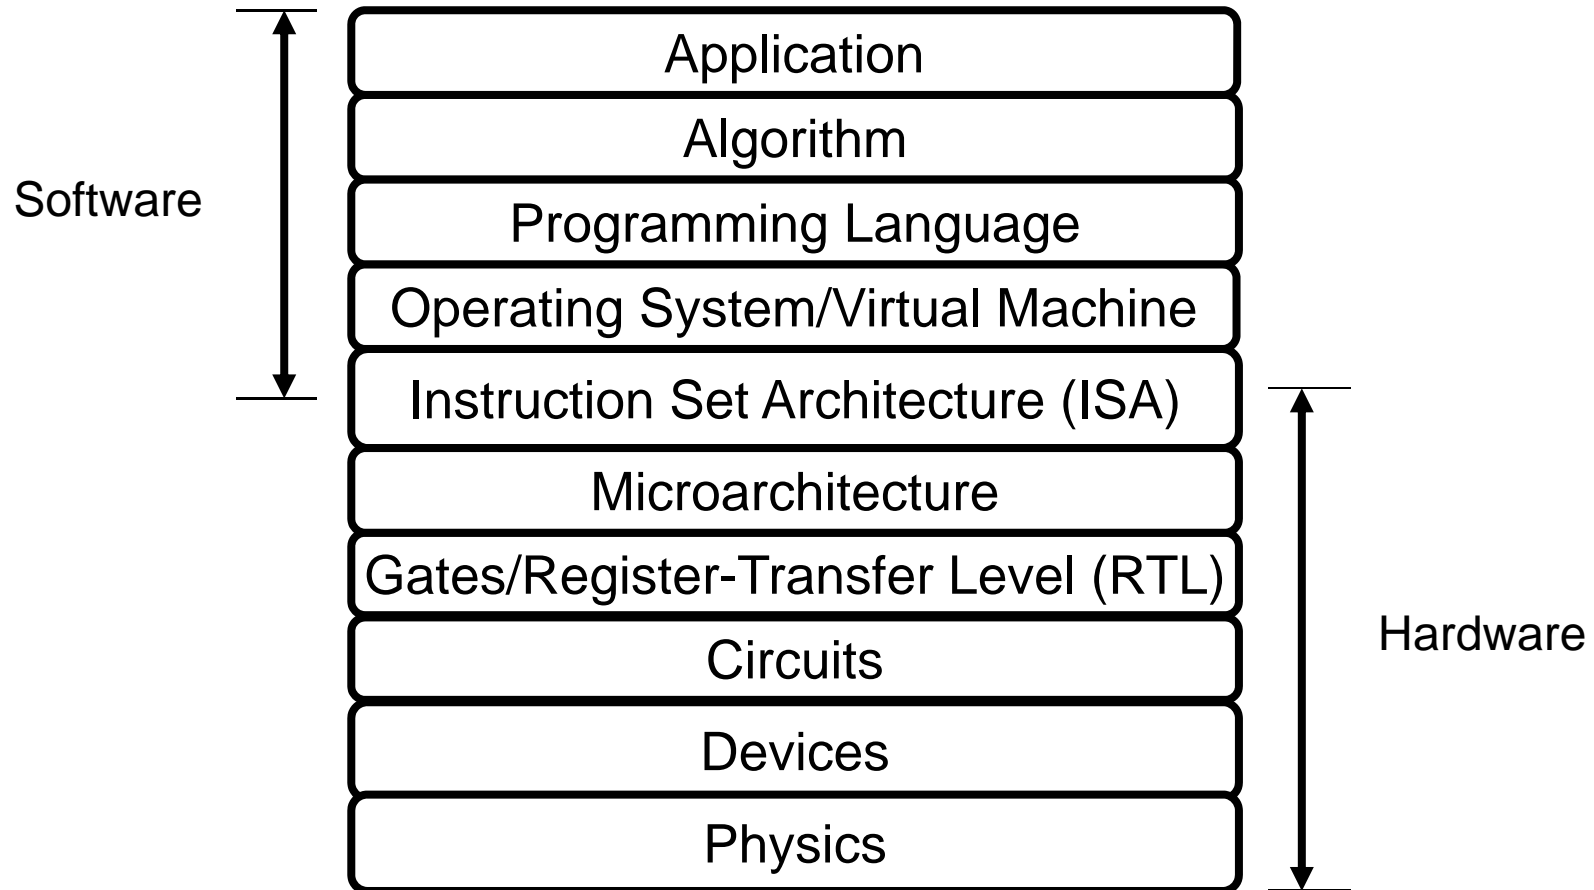 Application
Algorithm
Software
Programming Language
Operating System/Virtual Machine
Instruction Set Architecture (ISA)
Microarchitecture
Gates/Register-Transfer Level (RTL)
Hardware
Circuits
Devices
Physics